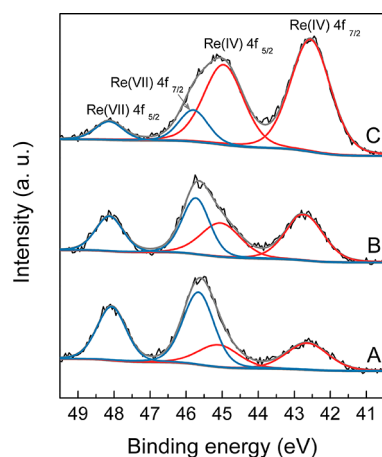 Re(IV) 4f 7/2
Re(IV) 4f 5/2
Re(VII) 4f 7/2
Re(VII) 4f 5/2
C
B
A
Intensity (a. u.)
49 48 47 46 45 44 43 42 41
Binding energy (eV)